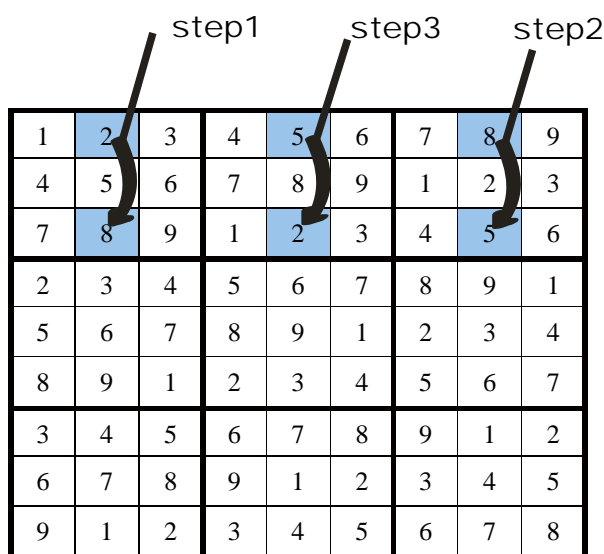 step1 step3 step2
1 2 3 4 5 6 7 8 9
4 5 6 7 8 9 1 2 3
7 8 9 1 2 3 4 5 6
2 3 4 5 6 7 8 9 1
5 6 7 8 9 1 2 3 4
8 9 1 2 3 4 5 6 7
3 4 5 6 7 8 9 1 2
6 7 8 9 1 2 3 4 5
9 1 2 3 4 5 6 7 8